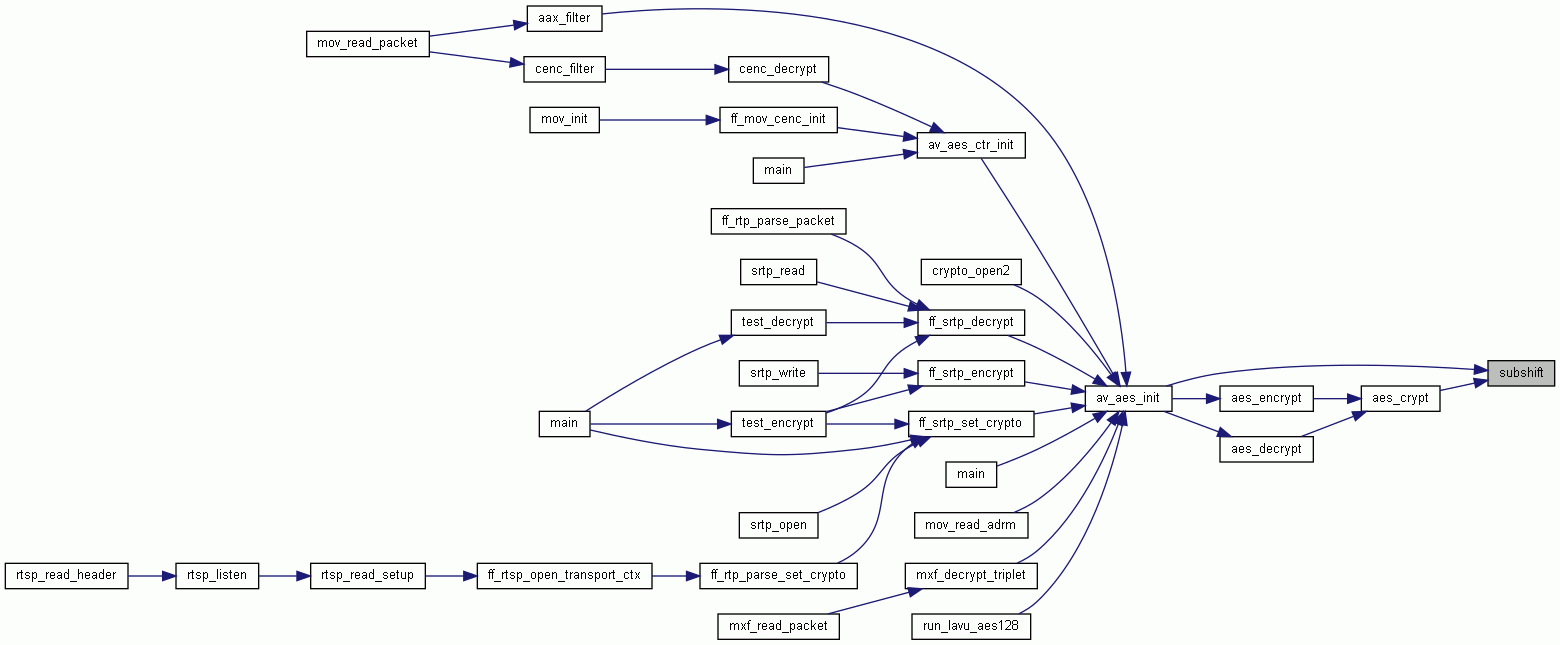 aax_filter
mov_read_packet
cenc_filter
cenc_decrypt
mov_init
ff_mov_cenc_init
av_aes_ctr_init
main
ff_rtp_parse_packet
srtp_read
crypto_open2
test_decrypt
ff_srtp_decrypt
srtp_write
ff_srtp_encrypt
subshift
av_aes_init
aes_encrypt
aes_crypt
main
test_encrypt
ff_srtp_set_crypto
aes_decrypt
main
srtp_open
mov_read_adrm
rtsp_read_header
rtsp_listen
rtsp_read_setup
ff_rtsp_open_transport_ctx
ff_rtp_parse_set_crypto
mxf_decrypt_triplet
mxf_read_packet
run_lavu_aes128